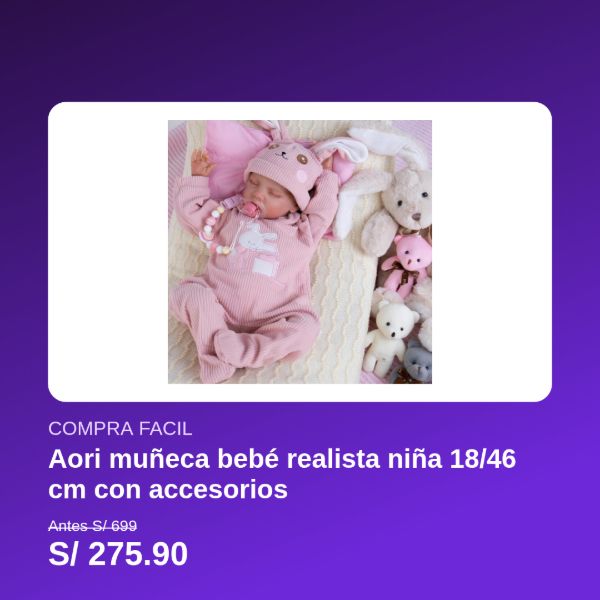 COMPRA FACIL
Aori muñeca bebé realista niña 18/46
cm con accesorios
Antes S/ 699
S/ 275.90